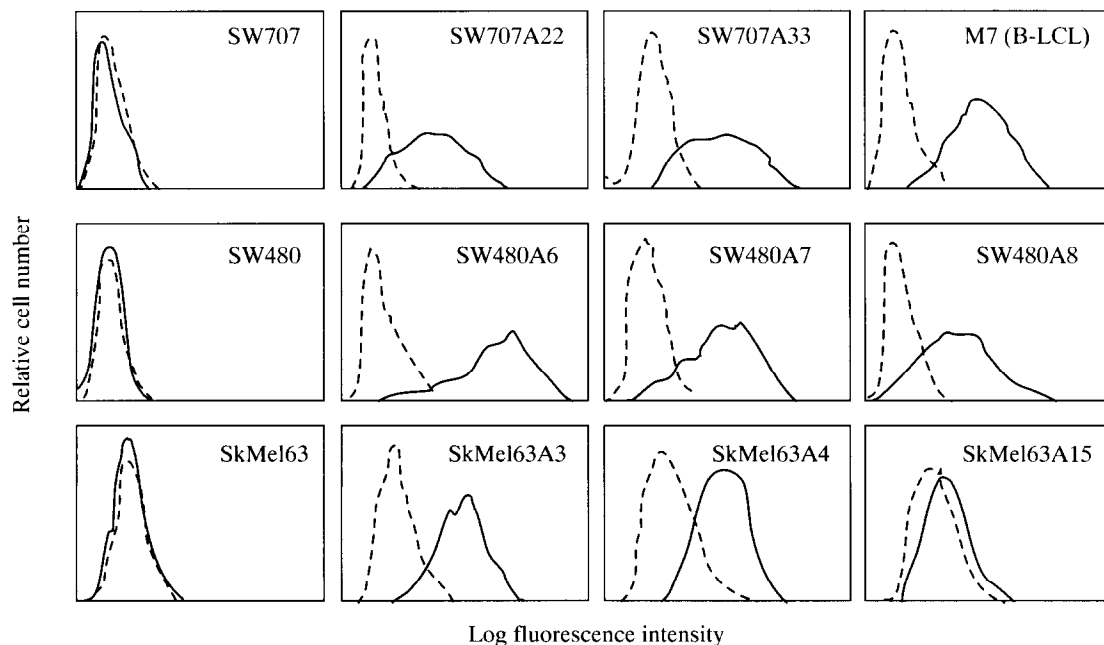 SW707
SW707A22
SW707A33
M7 (B-LCL)
SW480
SW480A6
SW480A7
SW480A8
SkMel63
SkMel63A3
SkMel63A4
SkMel63A15
Relative cell number
Log fluorescence intensity